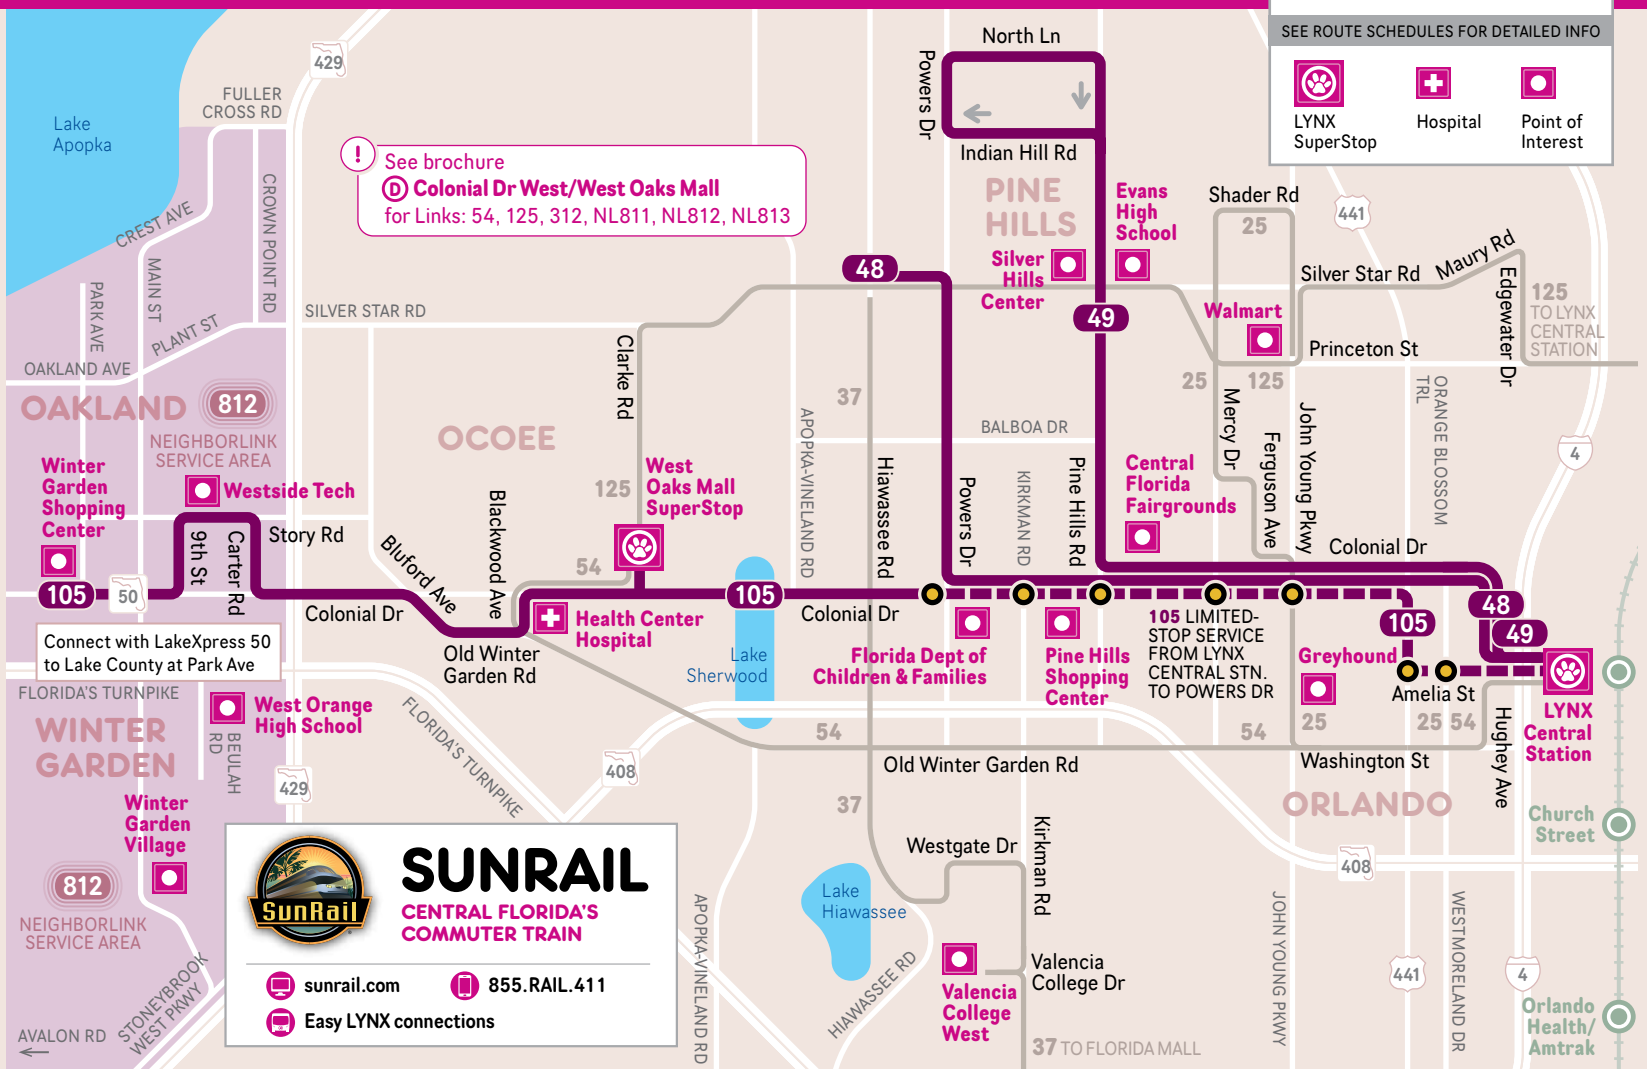 SEE ROUTE SCHEDULES FOR DETAILED INFO
LYNX
SuperStop
Hospital
Point of
Interest
429
FULLER
CROSS RD
Lake
Apopka
CREST AVE
CROWN POINT RD
MAIN ST
PARK AVE
PLANT ST
OAKLAND AVE
SILVER STAR RD
!
See brochure
D Colonial Dr West/West Oaks Mall
for Links: 54, 125, 312, NL811, NL812, NL813
North Ln
Powers Dr
Indian Hill Rd
PINE
HILLS
Evans
High
School
Silver
Hills
Center
48
49
Shader Rd
25
441
Silver Star Rd
Maury Rd
Edgewater Dr
125
TO LYNX
CENTRAL
STATION
Walmart
Princeton St
25
125
OAKLAND
812
NEIGHBORLINK
SERVICE AREA
OCOEE
Clarke Rd
37
APOPKA-VINELAND RD
BALBOA DR
Hiawassee Rd
Powers Dr
KIRKMAN RD
Pine Hills Rd
Mercy Dr
Ferguson Ave
John Young Pkwy
ORANGE BLOSSOM
TRL
4
Central
Florida
Fairgrounds
Winter
Garden
Shopping
Center
Westside Tech
9th St
Carter Rd
Story Rd
105
50
Colonial Dr
Bluford Ave
Blackwood Ave
125
54
West
Oaks Mall
SuperStop
105
Colonial Dr
Colonial Dr
Health Center
Hospital
Old Winter
Garden Rd
Lake
Sherwood
Florida Dept of
Children & Families
Pine Hills
Shopping
Center
105 LIMITED-
STOP SERVICE
FROM LYNX
CENTRAL STN.
TO POWERS DR
105
48
49
Greyhound
Amelia St
25
25
54
LYNX
Central
Station
Hughey Ave
Connect with LakeXpress 50
to Lake County at Park Ave
FLORIDA'S TURNPIKE
WINTER
GARDEN
West Orange
High School
BEULAH
RD
429
FLORIDA'S TURNPIKE
408
54
54
Old Winter Garden Rd
Washington St
ORLANDO
Church
Street
Winter
Garden
Village
812
NEIGHBORLINK
SERVICE AREA
STONEYBROOK
WEST PKWY
AVALON RD
37
Westgate Dr
Kirkman Rd
408
Lake
Hiawassee
HIAWASSEE RD
APOPKA-VINELAND RD
Valencia
College
West
Valencia
College Dr
37 TO FLORIDA MALL
JOHN YOUNG PKWY
441
WESTMORELAND DR
4
Orlando
Health/
Amtrak
SunRail
SUNRAIL
CENTRAL FLORIDA'S
COMMUTER TRAIN
sunrail.com
855.RAIL.411
Easy LYNX connections